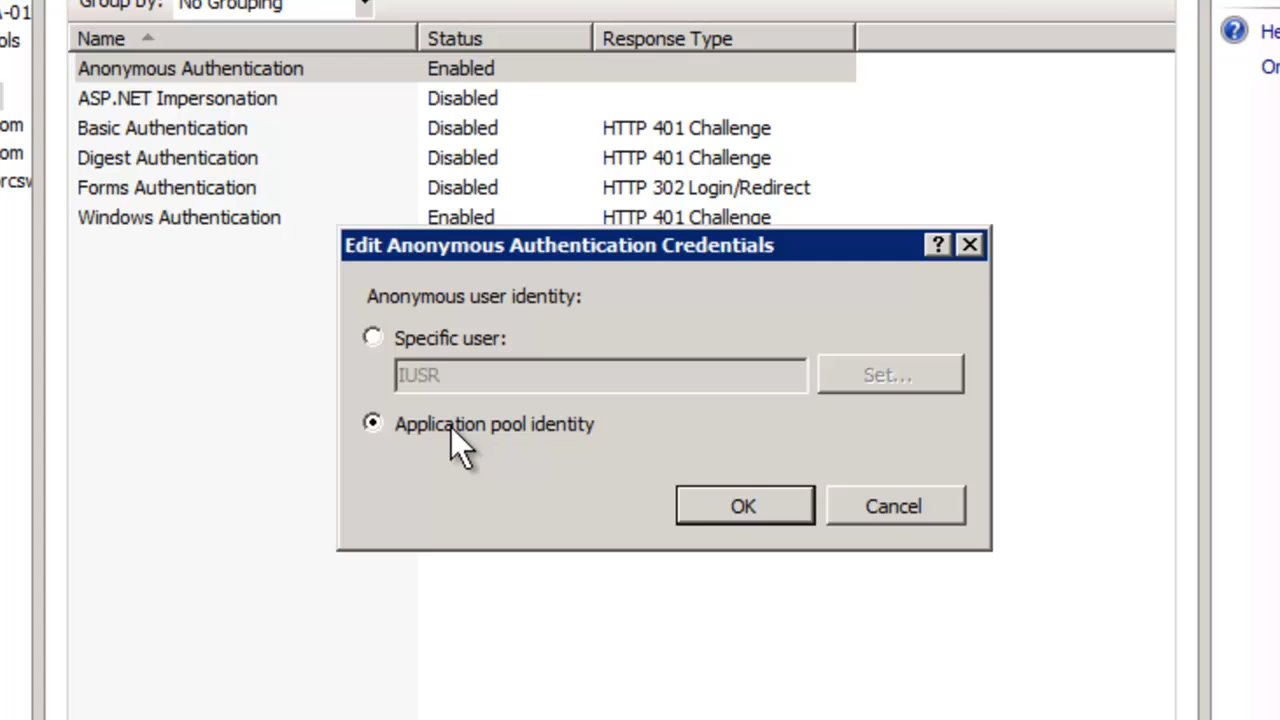 Group By: No Grouping
Name Status Response Type
Anonymous Authentication Enabled
ASP.NET Impersonation Disabled
Basic Authentication Disabled HTTP 401 Challenge
Digest Authentication Disabled HTTP 401 Challenge
Forms Authentication Disabled HTTP 302 Login/Redirect
Windows Authentication Enabled HTTP 401 Challenge
Edit Anonymous Authentication Credentials
Anonymous user identity:
Specific user:
IUSR Set...
Application pool identity
OK Cancel